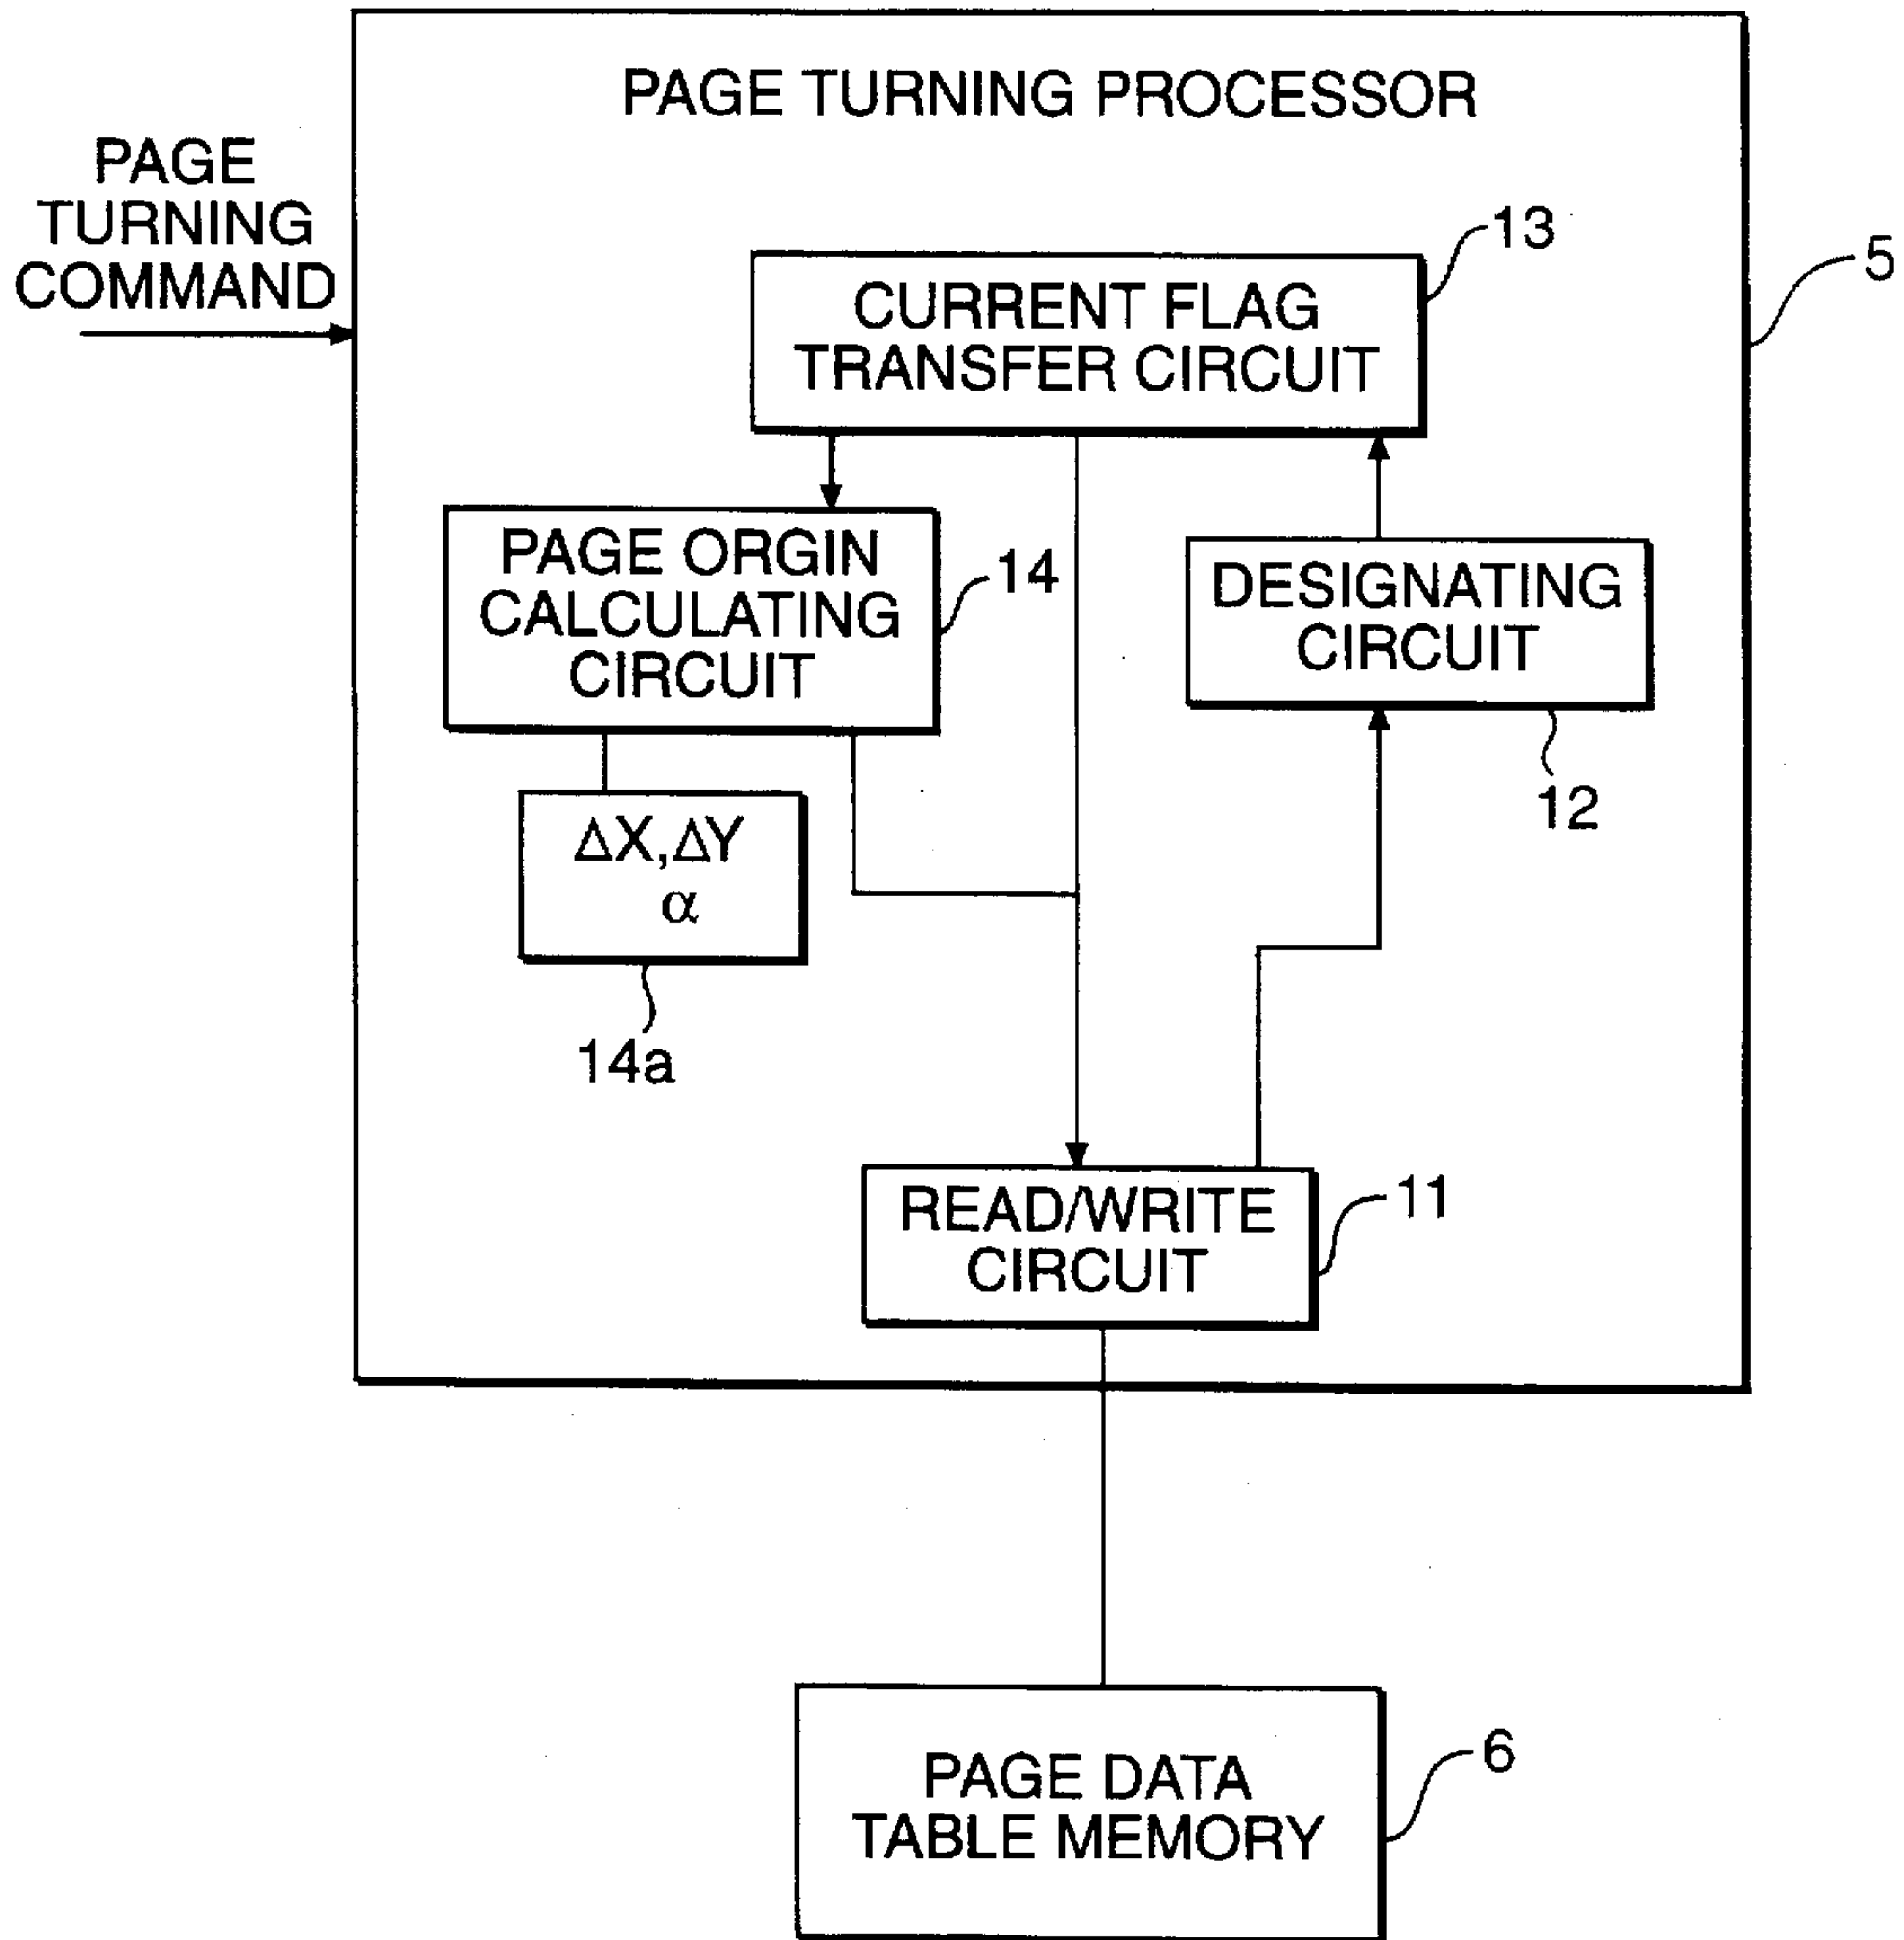 PAGE TURNING PROCESSOR
PAGE
TURNING
COMMAND
13
5
CURRENT FLAG
TRANSFER CIRCUIT
PAGE ORGIN
CALCULATING
CIRCUIT
14
DESIGNATING
CIRCUIT
12
ΔX,ΔY
α
14a
READ/WRITE
CIRCUIT
11
PAGE DATA
TABLE MEMORY
6